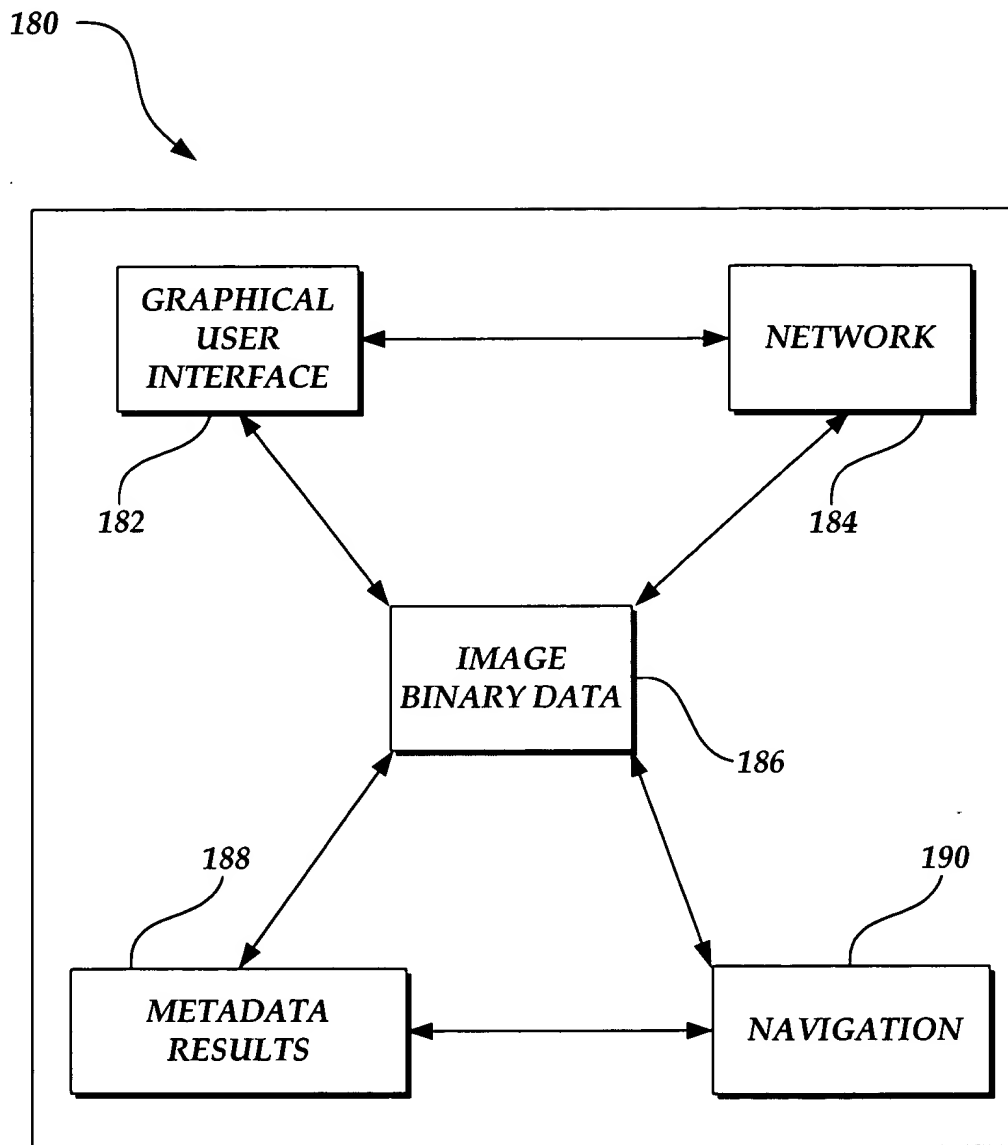 180
GRAPHICAL
USER
INTERFACE
NETWORK
182
184
IMAGE
BINARY DATA
186
188
190
METADATA
RESULTS
NAVIGATION